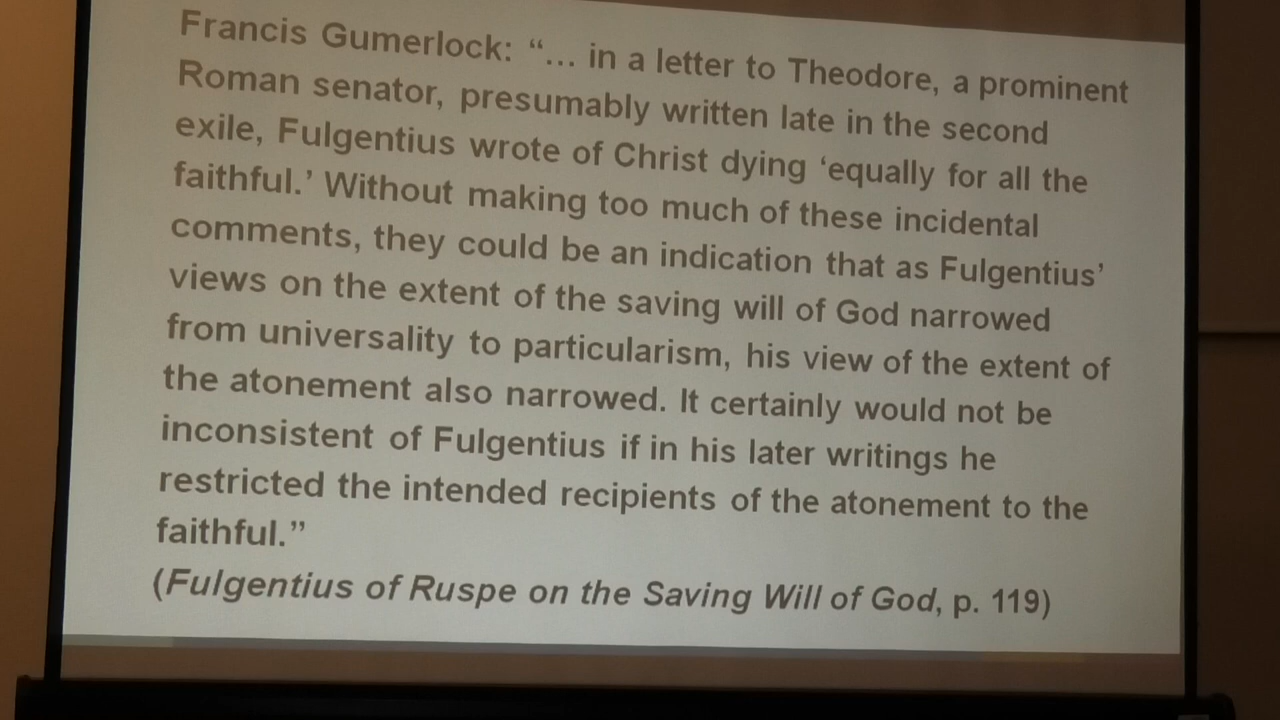 Francis Gumerlock: “... in a letter to Theodore, a prominent
Roman senator, presumably written late in the second
exile, Fulgentius wrote of Christ dying ‘equally for all the
faithful.’ Without making too much of these incidental
comments, they could be an indication that as Fulgentius’
views on the extent of the saving will of God narrowed
from universality to particularism, his view of the extent of
the atonement also narrowed. It certainly would not be
inconsistent of Fulgentius if in his later writings he
restricted the intended recipients of the atonement to the
faithful.”
(Fulgentius of Ruspe on the Saving Will of God, p. 119)